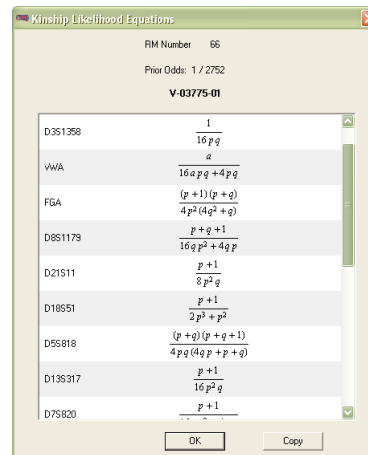 Kinship Likelihood Equations
RM Number 66
Prior Odds: 1 / 2752
V-03775-01
D3S1358 1 / 16 p q
vWA a / 16 a p q + 4 p q
FGA (p + 1) (p + q) / 4 p² (4q² + q)
D8S1179 p + q + 1 / 16 q p² + 4 q p
D21S11 p + 1 / 8 p² q
D18S51 p + 1 / 2 p³ + p²
D5S818 (p + q) (p + q + 1) / 4 p q (4 q p + p + q)
D13S317 p + 1 / 16 p² q
D7S820 p + 1
OK Copy